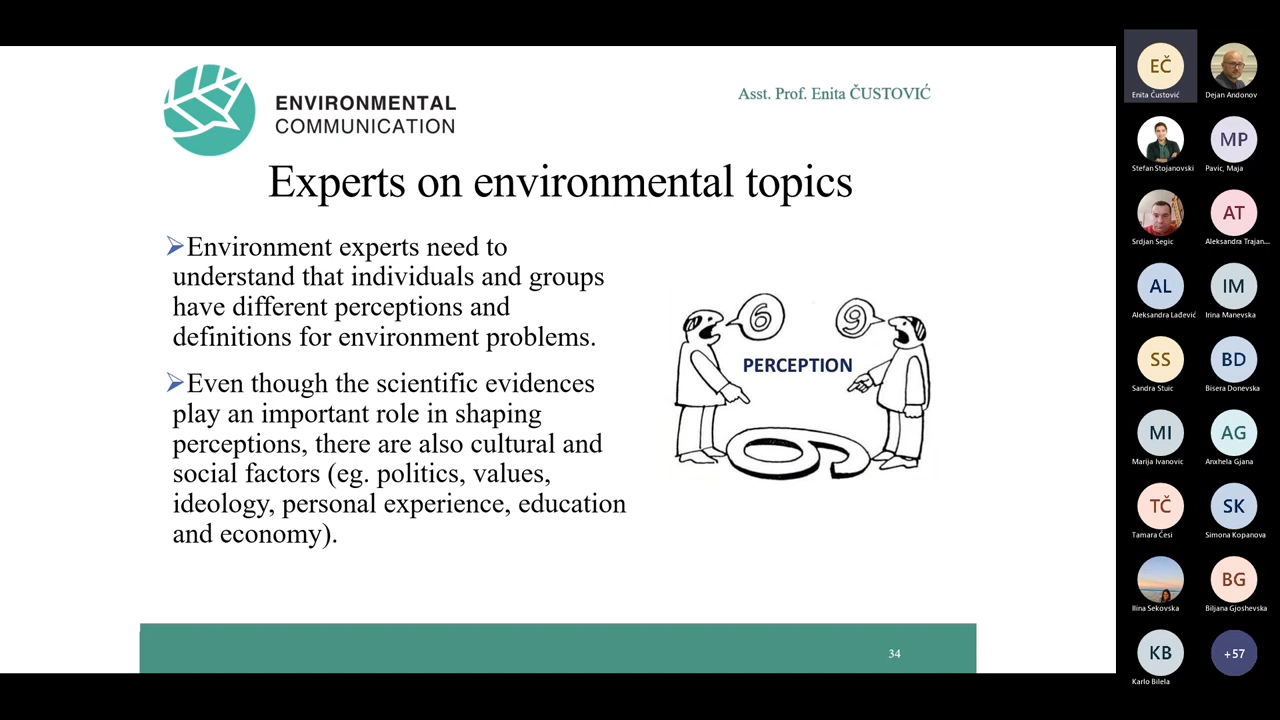 ENVIRONMENTAL
COMMUNICATION
Asst. Prof. Enita ČUSTOVIĆ
Experts on environmental topics
➢Environment experts need to
understand that individuals and groups
have different perceptions and
definitions for environment problems.
➢Even though the scientific evidences
play an important role in shaping
perceptions, there are also cultural and
social factors (eg. politics, values,
ideology, personal experience, education
and economy).
6
9
PERCEPTION
6
34
EČ
Enita Čustović
Dejan Andonov
Stefan Stojanovski
MP
Pavic, Maja
Srdjan Segic
AT
Aleksandra Trajan...
AL
Aleksandra Lađević
IM
Irina Manevska
SS
Sandra Stuic
BD
Bisera Donevska
MI
Marija Ivanovic
AG
Anxhela Gjana
TČ
Tamara Česi
SK
Simona Kopanova
Ilina Sekovska
BG
Biljana Gjoshevska
KB
Karlo Bilela
+57